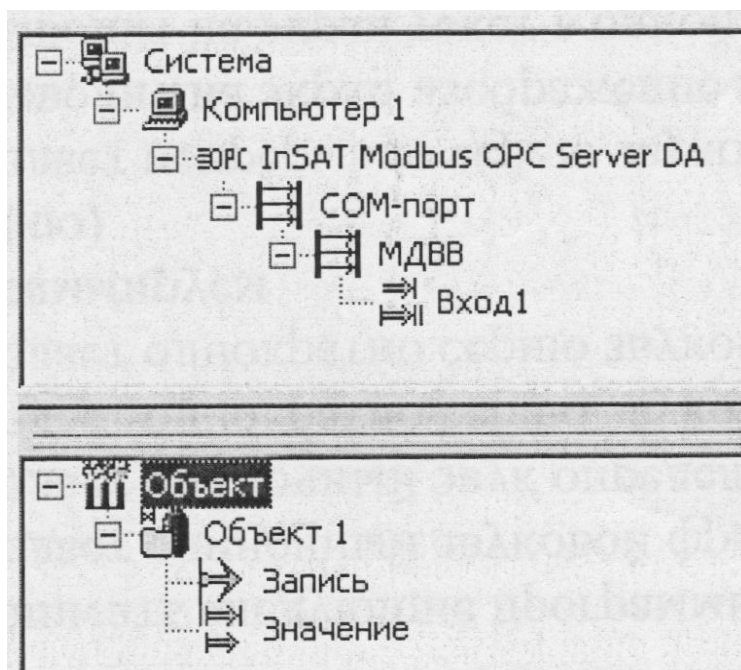 Система
Компьютер 1
OPC InSAT Modbus OPC Server DA
COM-порт
МДВВ
Вход1
Объект
Объект 1
Запись
Значение